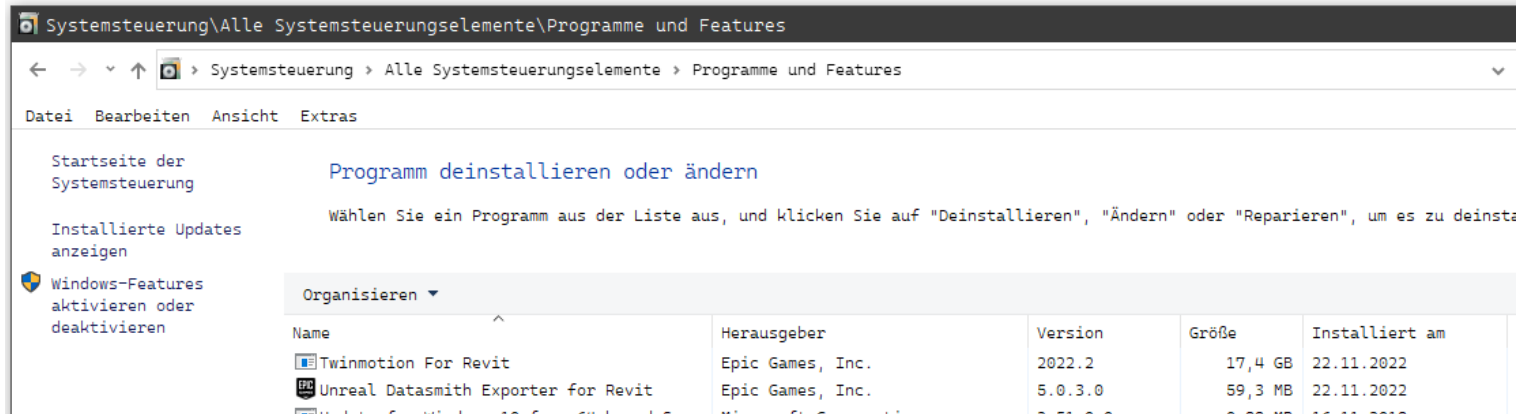 Systemsteuerung\Alle Systemsteuerungselemente\Programme und Features
Systemsteuerung › Alle Systemsteuerungselemente › Programme und Features
Datei Bearbeiten Ansicht Extras
Startseite der
Systemsteuerung
Installierte Updates
anzeigen
Windows-Features
aktivieren oder
deaktivieren
Programm deinstallieren oder ändern
Wählen Sie ein Programm aus der Liste aus, und klicken Sie auf "Deinstallieren", "Ändern" oder "Reparieren", um es zu
Organisieren
Name Herausgeber Version Größe Installiert am
Twinmotion For Revit Epic Games, Inc. 2022.2 17,4 GB 22.11.2022
EPIC
Unreal Datasmith Exporter for Revit Epic Games, Inc. 5.0.3.0 59,3 MB 22.11.2022